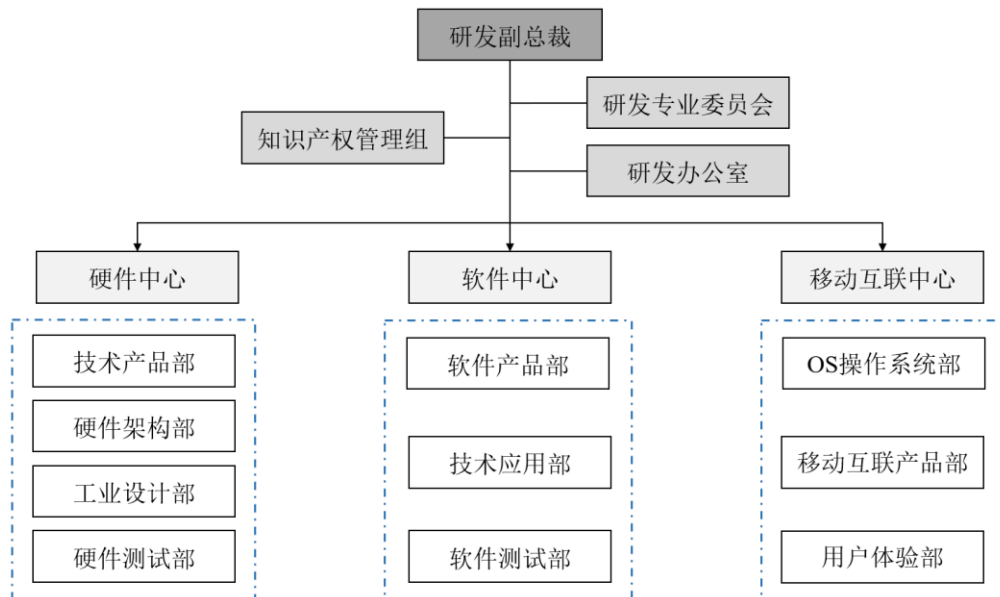 研发副总裁
研发专业委员会
知识产权管理组
研发办公室
硬件中心
软件中心
移动互联中心
技术产品部
硬件架构部
工业设计部
硬件测试部
软件产品部
技术应用部
软件测试部
OS操作系统部
移动互联产品部
用户体验部